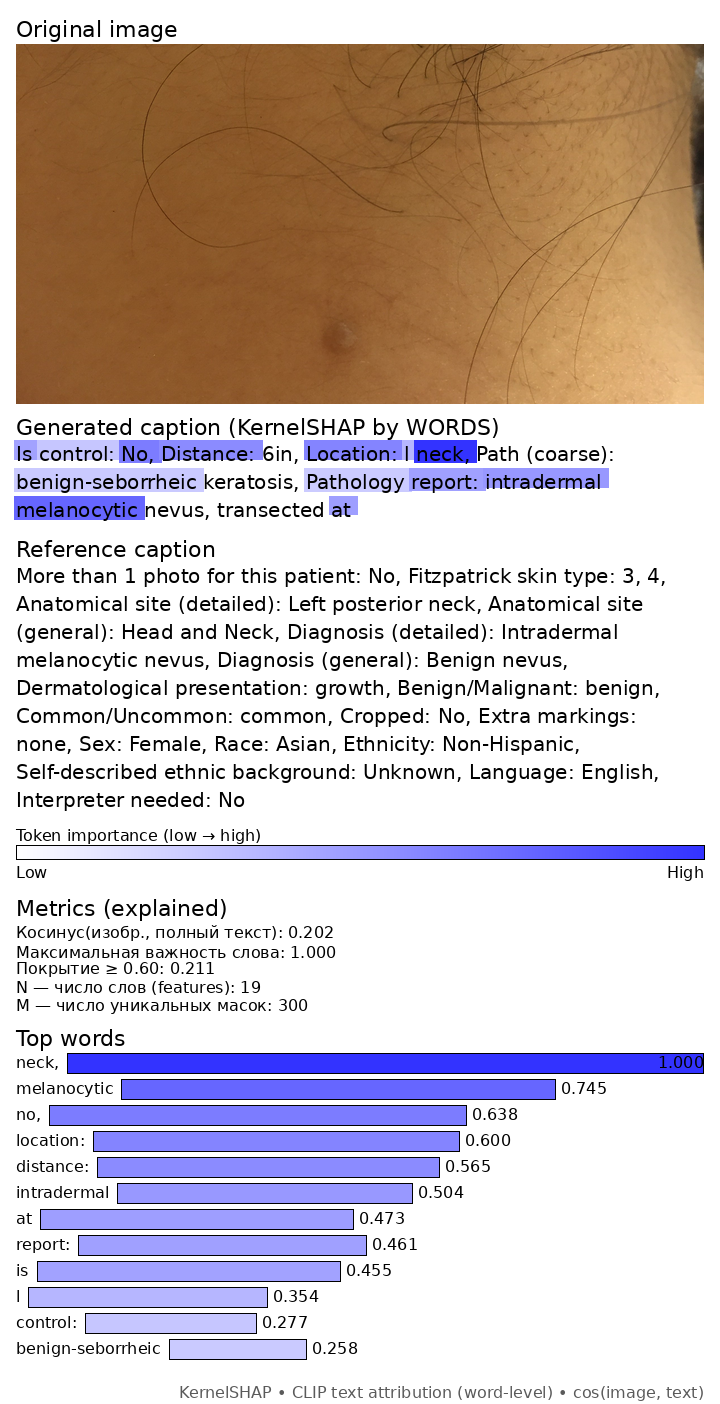 Original image
Generated caption (KernelSHAP by WORDS)
Is control: No, Distance: 6in, Location: l neck, Path (coarse):
benign-seborrheic keratosis, Pathology report: intradermal
melanocytic nevus, transected at
Reference caption
More than 1 photo for this patient: No, Fitzpatrick skin type: 3, 4,
Anatomical site (detailed): Left posterior neck, Anatomical site
(general): Head and Neck, Diagnosis (detailed): Intradermal
melanocytic nevus, Diagnosis (general): Benign nevus,
Dermatological presentation: growth, Benign/Malignant: benign,
Common/Uncommon: common, Cropped: No, Extra markings:
none, Sex: Female, Race: Asian, Ethnicity: Non-Hispanic,
Self-described ethnic background: Unknown, Language: English,
Interpreter needed: No
Token importance (low → high)
Low High
Metrics (explained)
Косинус(изобр., полный текст): 0.202
Максимальная важность слова: 1.000
Покрытие ≥ 0.60: 0.211
N — число слов (features): 19
M — число уникальных масок: 300
Top words
neck, 1.000
melanocytic 0.745
no, 0.638
location: 0.600
distance: 0.565
intradermal 0.504
at 0.473
report: 0.461
is 0.455
l 0.354
control: 0.277
benign-seborrheic 0.258
KernelSHAP • CLIP text attribution (word-level) • cos(image, text)